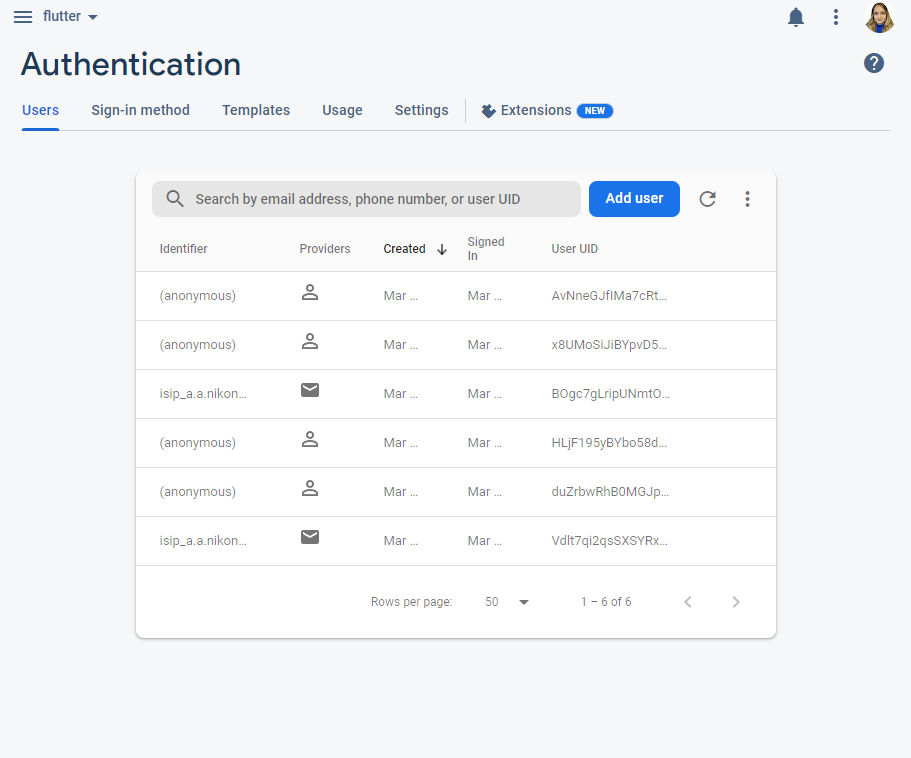 flutter
Authentication
Users Sign-in method Templates Usage Settings Extensions NEW
Search by email address, phone number, or user UID Add user
Identifier Providers Created Signed In User UID
(anonymous) Mar ... Mar ... AvNneGJfIMa7cRt...
(anonymous) Mar ... Mar ... x8UMoSiJiBYpvD5...
isip_a.a.nikon... Mar ... Mar ... BOgc7gLripUNmtO...
(anonymous) Mar ... Mar ... HLjF195yBYbo58d...
(anonymous) Mar ... Mar ... duZrbwRhB0MGJp...
isip_a.a.nikon... Mar ... Mar ... Vdlt7qi2qsSXSYRx...
Rows per page: 50 1 – 6 of 6